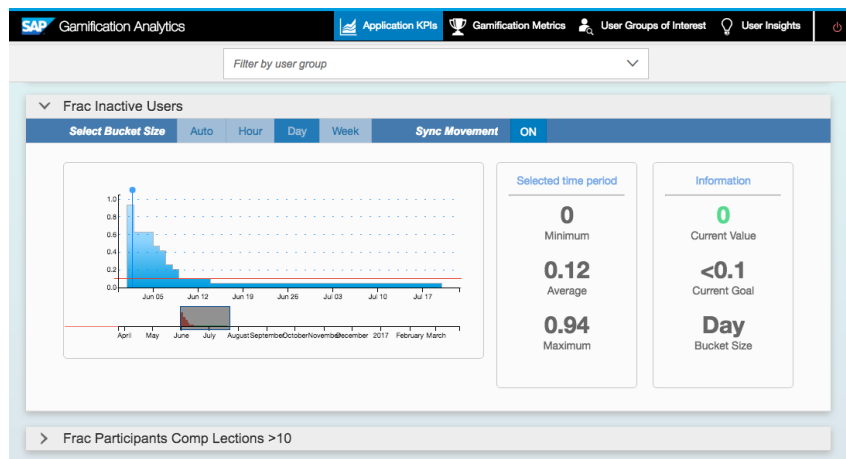 SAP Gamification Analytics Application KPIs Gamification Metrics User Groups of Interest User Insights
Filter by user group
Frac Inactive Users
Select Bucket Size Auto Hour Day Week Sync Movement ON
1.0
0.8
0.6
0.4
0.2
0.0
Jun 05 Jun 12 Jun 19 Jun 26 Jul 03 Jul 10 Jul 17
April May June July August September October November December 2017 February March
Selected time period
0
Minimum
0.12
Average
0.94
Maximum
Information
0
Current Value
<0.1
Current Goal
Day
Bucket Size
Frac Participants Comp Lections >10